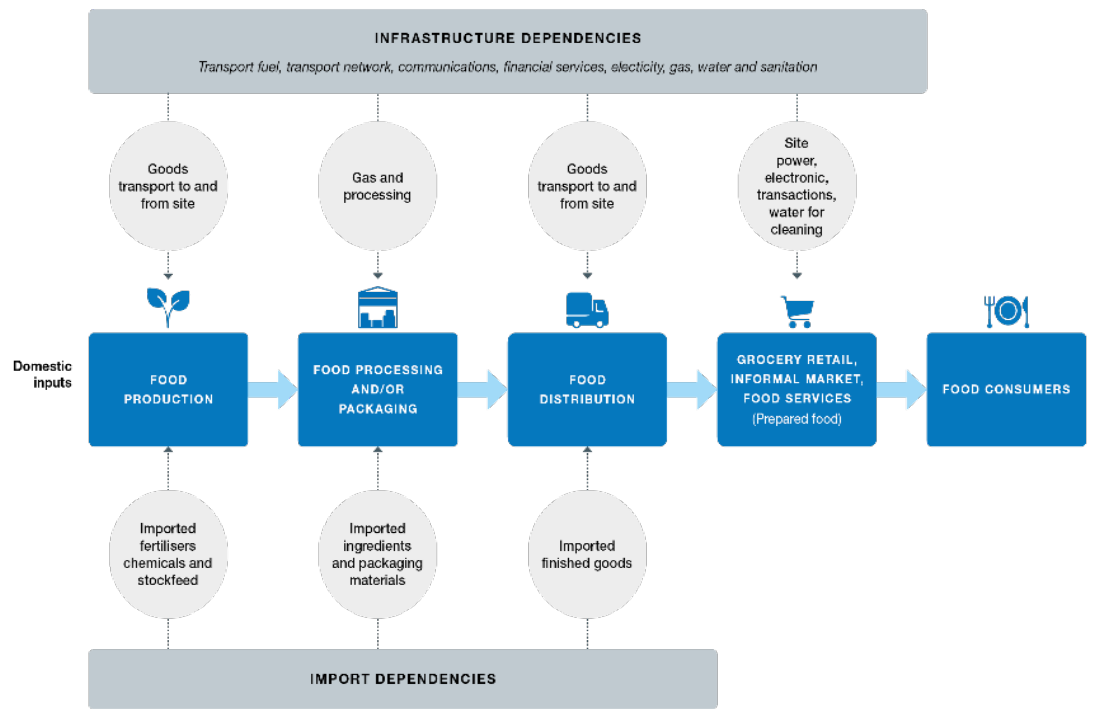 INFRASTRUCTURE DEPENDENCIES
Transport fuel, transport network, communications, financial services, electicity, gas, water and sanitation
Goods
transport to and
from site
Gas and
processing
Goods
transport to and
from site
Site
power,
electronic,
transactions,
water for
cleaning
Domestic
inputs
FOOD
PRODUCTION
FOOD PROCESSING
AND/OR
PACKAGING
FOOD
DISTRIBUTION
GROCERY RETAIL,
INFORMAL MARKET,
FOOD SERVICES
(Prepared food)
FOOD CONSUMERS
Imported
fertilisers
chemicals and
stockfeed
Imported
ingredients
and packaging
materials
Imported
finished goods
IMPORT DEPENDENCIES